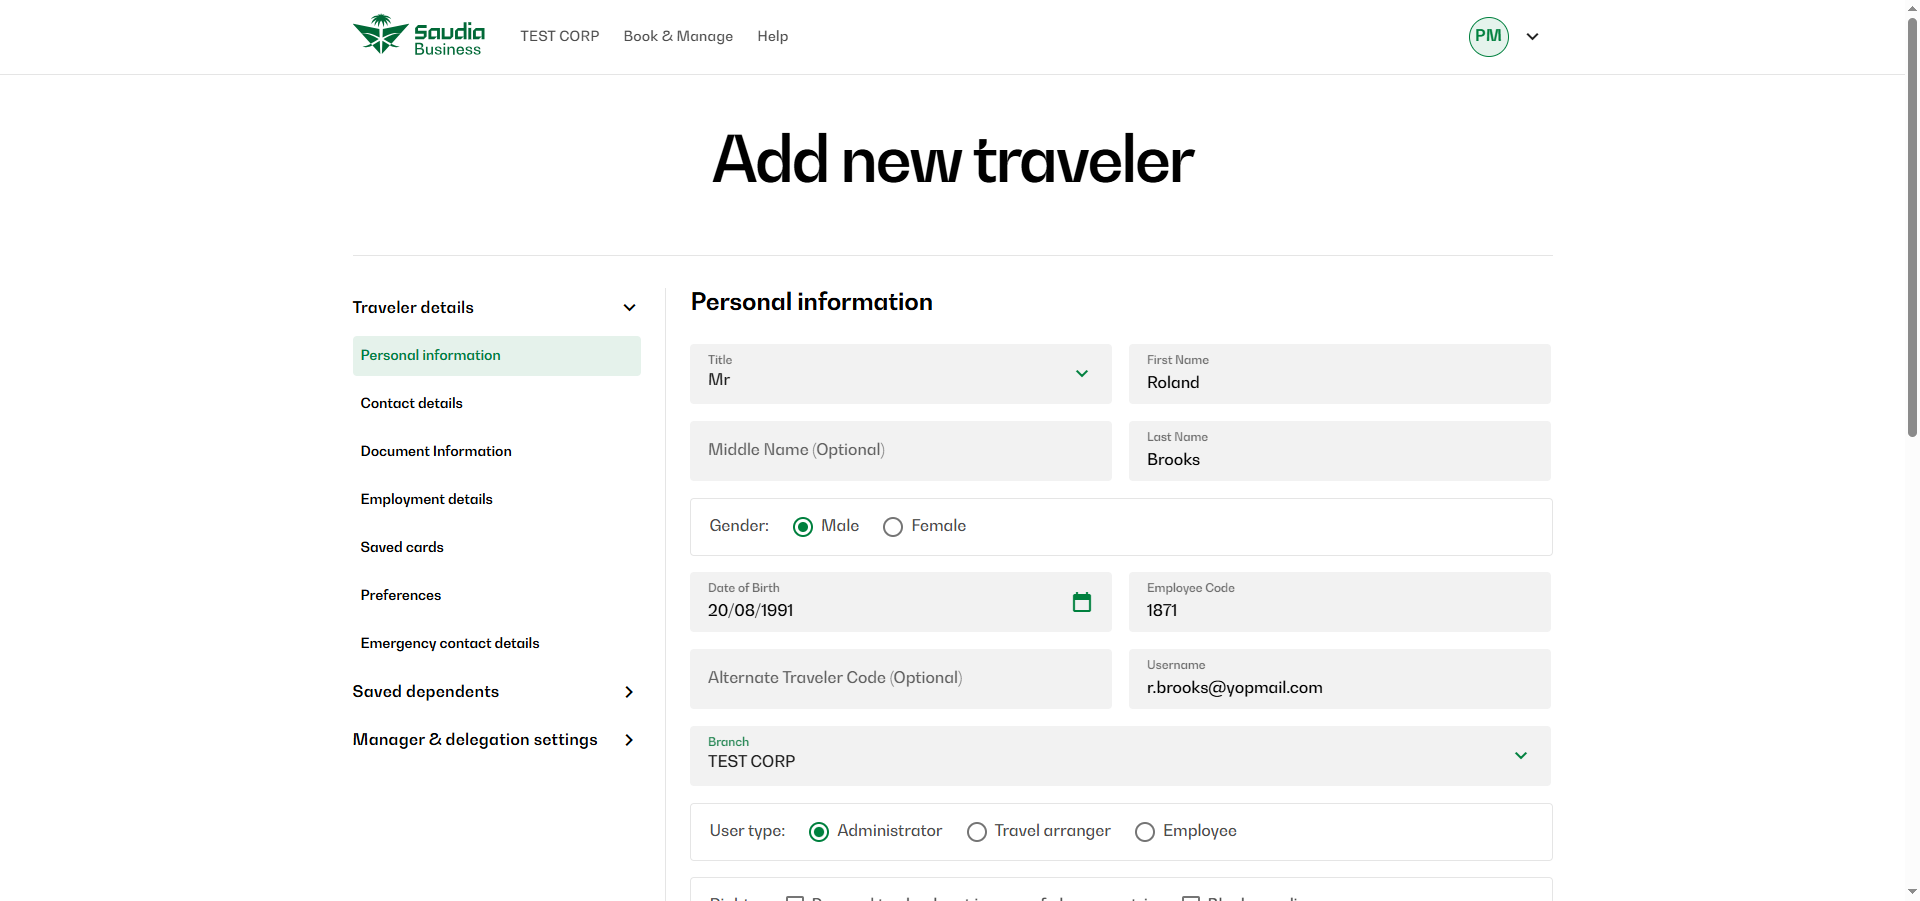 Saudia
Business
TEST CORP
Book & Manage
Help
PM
Add new traveler
Traveler details
Personal information
Contact details
Document Information
Employment details
Saved cards
Preferences
Emergency contact details
Saved dependents
Manager & delegation settings
Personal information
Title
Mr
First Name
Roland
Middle Name (Optional)
Last Name
Brooks
Gender:
Male
Female
Date of Birth
20/08/1991
Employee Code
1871
Alternate Traveler Code (Optional)
Username
r.brooks@yopmail.com
Branch
TEST CORP
User type:
Administrator
Travel arranger
Employee